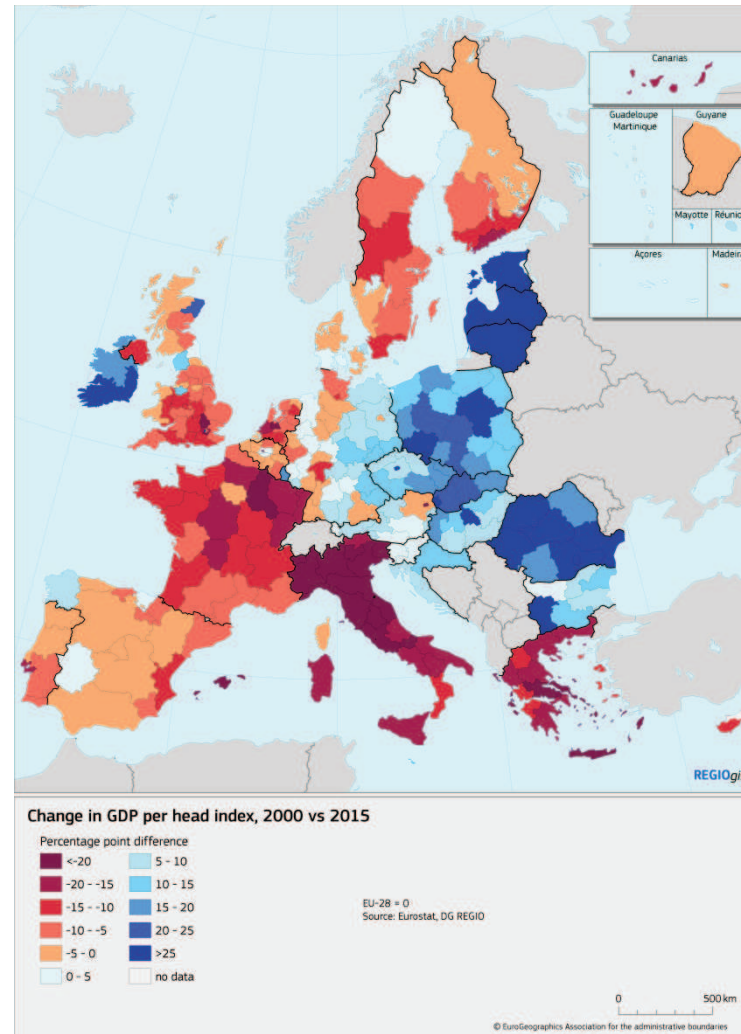 Canarias
Guadeloupe
Martinique
Guyane
Mayotte
Réunio
Açores
Madeira
REGIOgi
Change in GDP per head index, 2000 vs 2015
Percentage point difference
<-20
-20 - -15
-15 - -10
-10 - -5
-5 - 0
0 - 5
5 - 10
10 - 15
15 - 20
20 - 25
>25
no data
EU-28 = 0
Source: Eurostat, DG REGIO
0 500 km
© EuroGeographics Association for the administrative boundaries